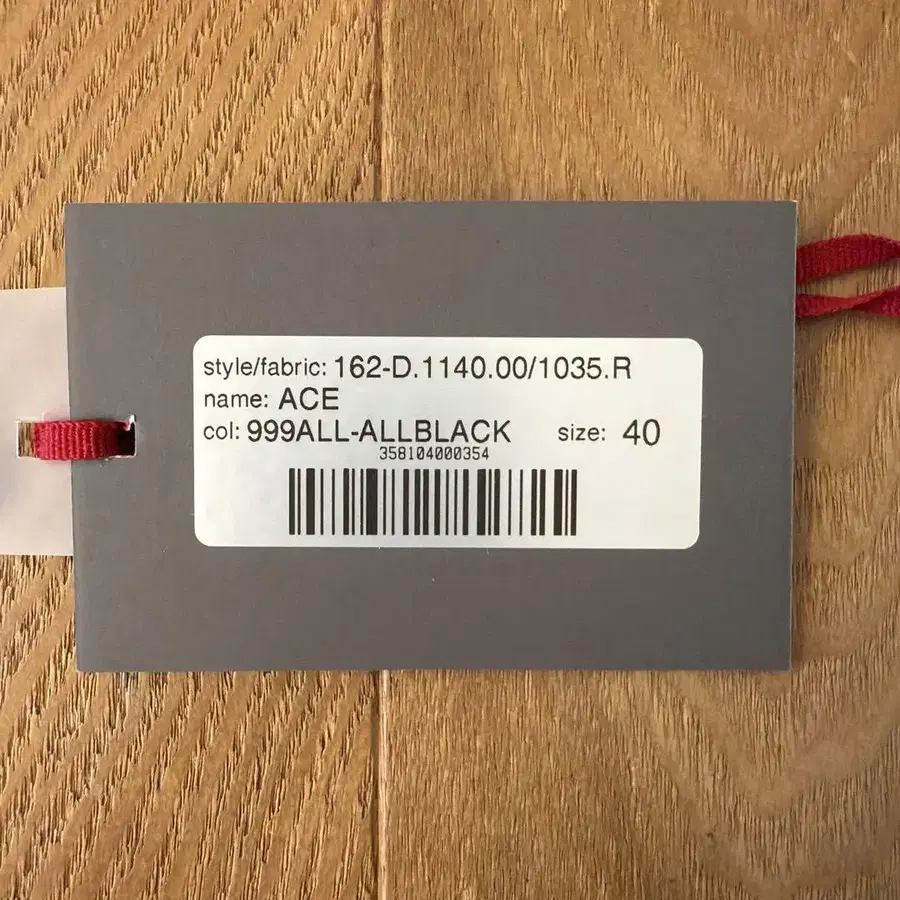 style/fabric: 162-D.1140.00/1035.R
name: ACE
col: 999ALL-ALLBLACK size: 40
358104000354